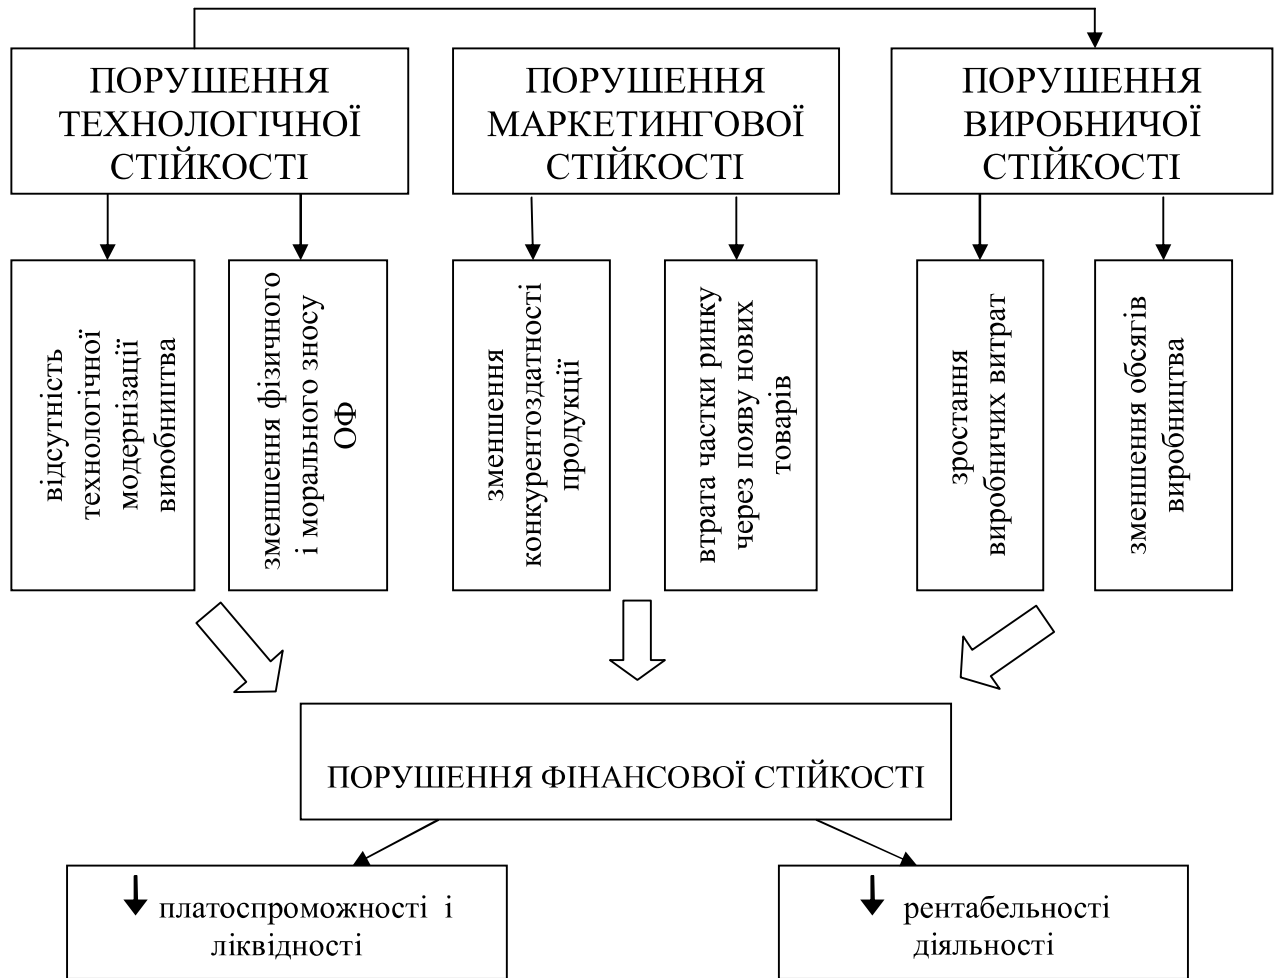 ПОРУШЕННЯ
ТЕХНОЛОГІЧНОЇ
СТІЙКОСТІ
ПОРУШЕННЯ
МАРКЕТИНГОВОЇ
СТІЙКОСТІ
ПОРУШЕННЯ
ВИРОБНИЧОЇ
СТІЙКОСТІ
відсутність
технологічної
модернізації
виробництва
зменшення фізичного
і морального зносу
ОФ
зменшення
конкурентоздатності
продукції
втрата частки ринку
через появу нових
товарів
зростання
виробничих витрат
зменшення обсягів
виробництва
ПОРУШЕННЯ ФІНАНСОВОЇ СТІЙКОСТІ
платоспроможності і
ліквідності
рентабельності
діяльності